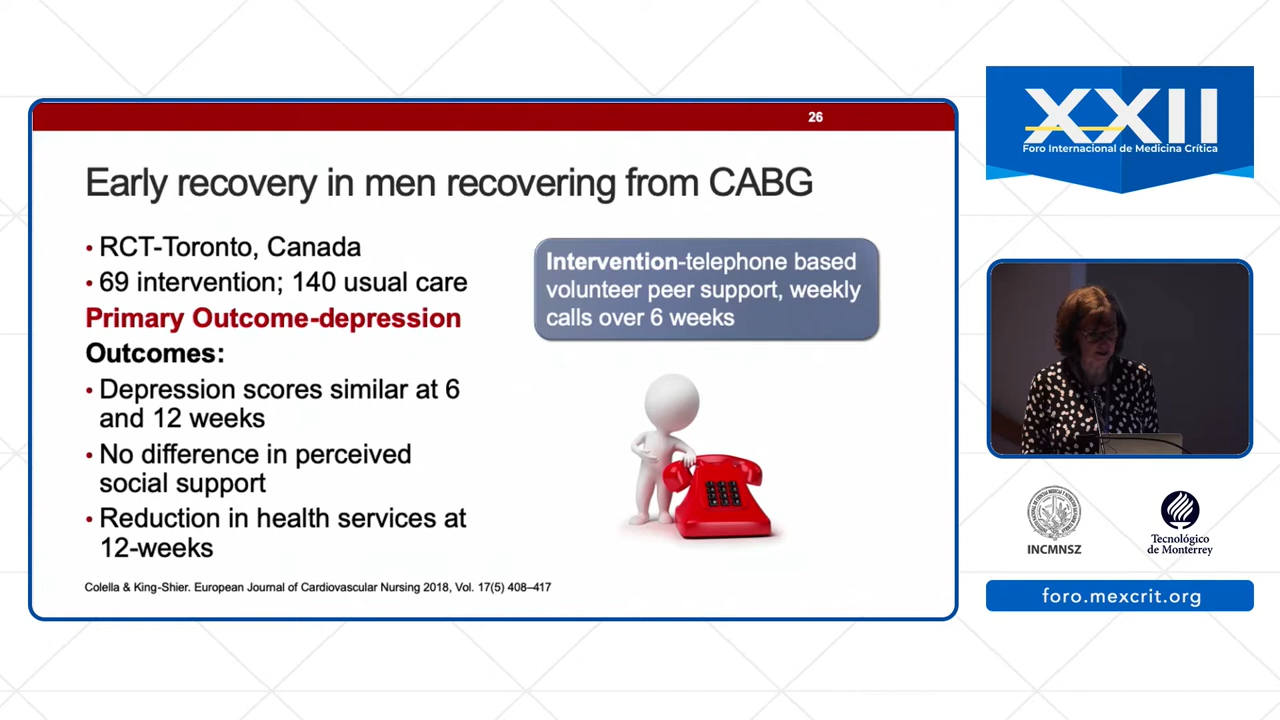 26
Early recovery in men recovering from CABG
• RCT-Toronto, Canada
• 69 intervention; 140 usual care
Primary Outcome-depression
Outcomes:
• Depression scores similar at 6
and 12 weeks
• No difference in perceived
social support
• Reduction in health services at
12-weeks
Intervention-telephone based
volunteer peer support, weekly
calls over 6 weeks
Colella & King-Shier. European Journal of Cardiovascular Nursing 2018, Vol. 17(5) 408–417
XXII
Foro Internacional de Medicina Crítica
INCMNSZ
Tecnológico
de Monterrey
foro.mexcrit.org